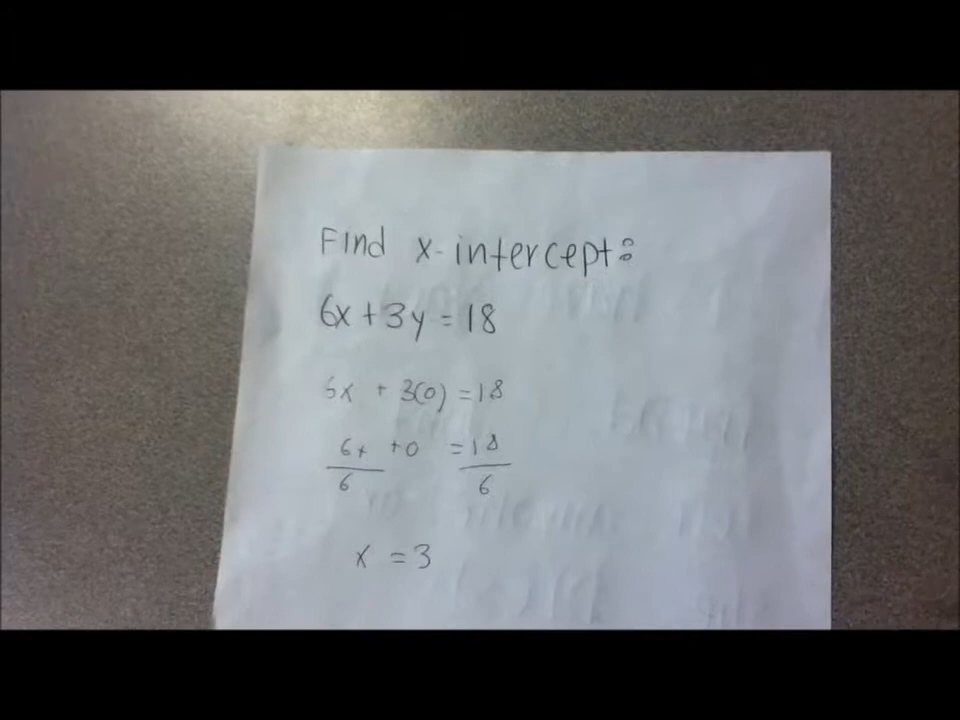 Find x-intercept:
6x + 3y = 18
6x + 3(0) = 18
6x + 0 = 18
6 6
x = 3